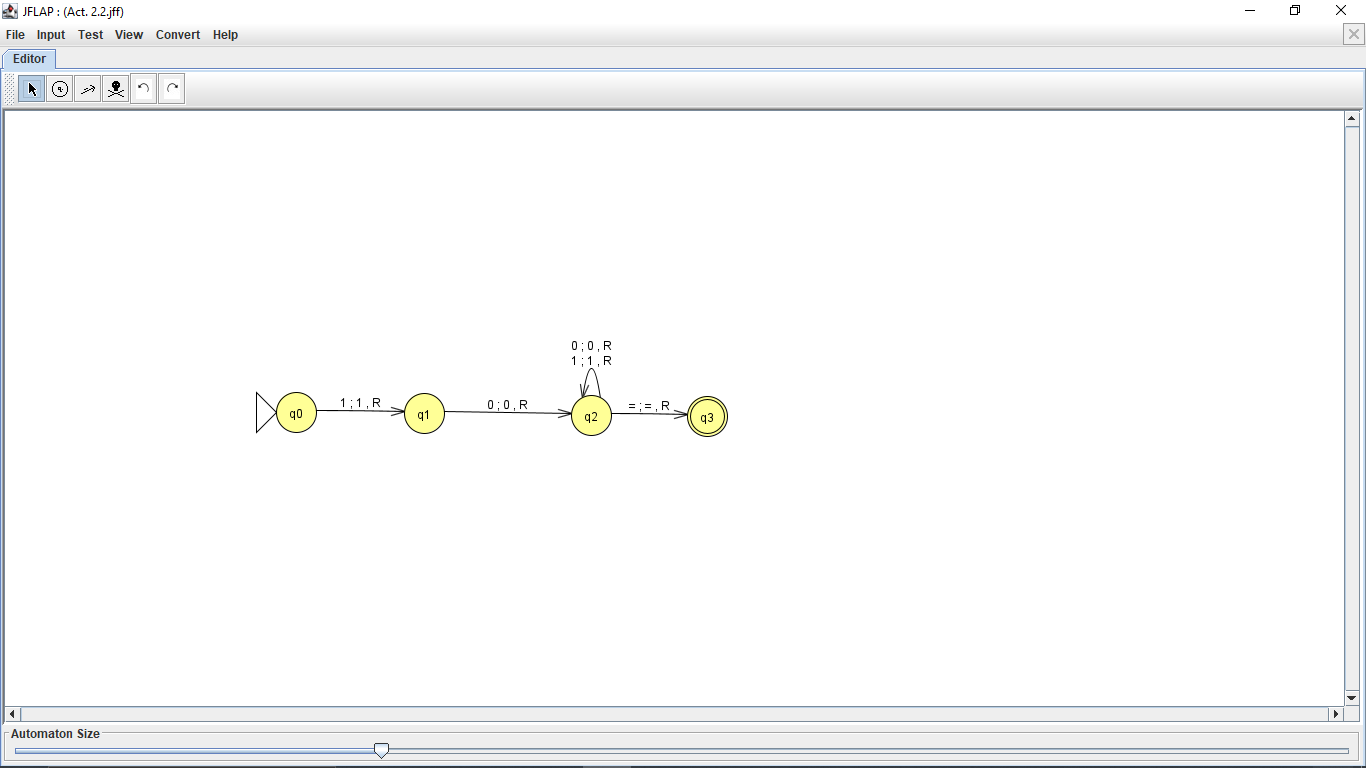 JFLAP : (Act. 2.2.jff)
File Input Test View Convert Help
Editor
0 ; 0 , R
1 ; 1 , R
1 ; 1 , R
0 ; 0 , R
= ; = , R
q0
q1
q2
q3
Automaton Size